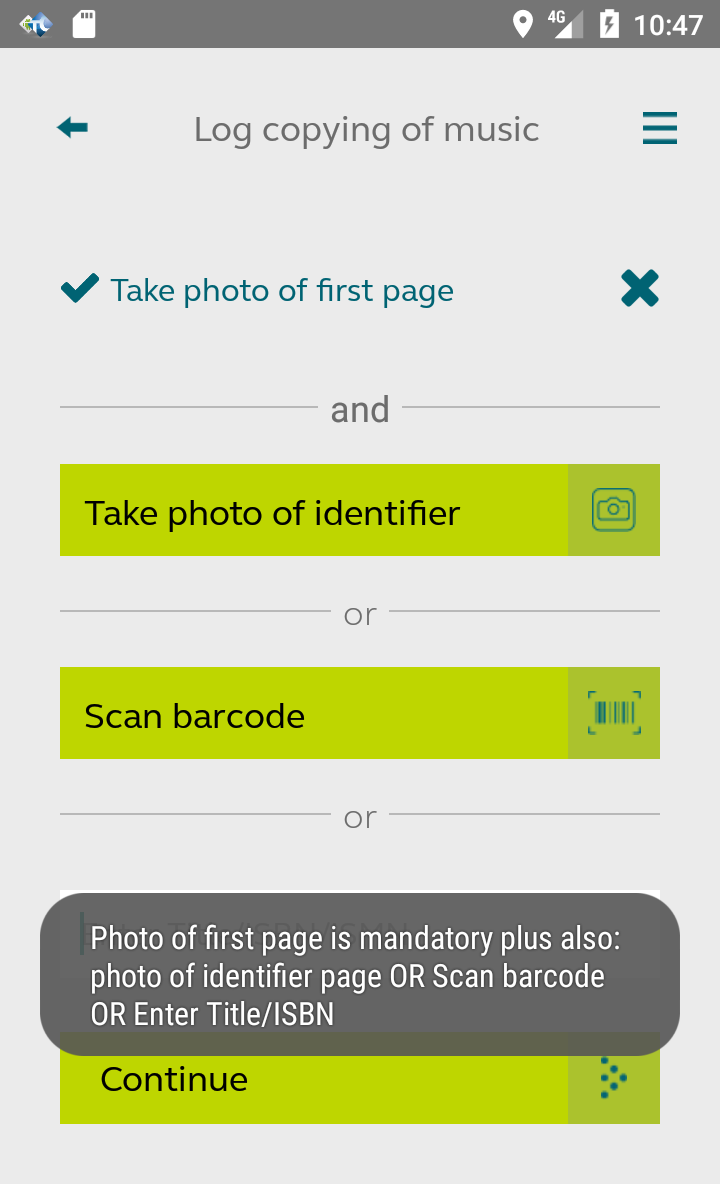 4G 10:47
Log copying of music
Take photo of first page
and
Take photo of identifier
or
Scan barcode
or
Photo of first page is mandatory plus also:
photo of identifier page OR Scan barcode
OR Enter Title/ISBN
Continue